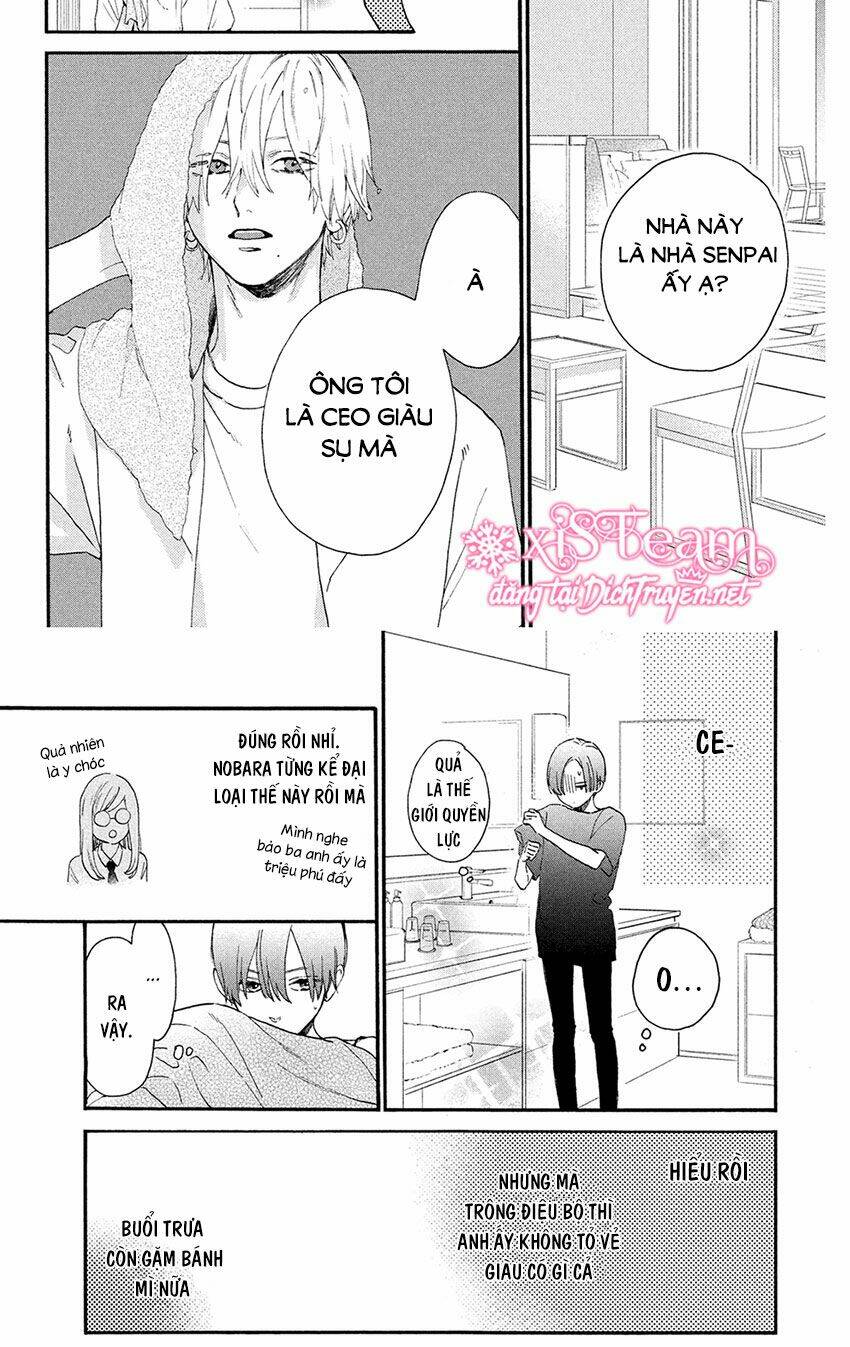 NHÀ NÀY
LÀ NHÀ SENPAI
ẤY Ạ?
À
ÔNG TÔI
LÀ CEO GIÀU
SỤ MÀ
xiSTeam
đăng tại DichTruyen.net
CE-
O...
QUẢ
LÀ THẾ
GIỚI QUYỀN
LỰC
ĐÚNG RỒI NHỈ.
NOBARA TỪNG KỂ ĐẠI
LOẠI THẾ NÀY RỒI MÀ
Mình nghe
bảo ba anh ấy là
triệu phú đấy
Quả nhiên
là y chóc
...
RA
VẬY.
HIỂU RỒI
NHƯNG MÀ
TRÔNG ĐIỆU BỘ THÌ
ANH ẤY KHÔNG TỎ VẺ
GIÀU CÓ GÌ CẢ
BUỔI TRƯA
CÒN GẶM BÁNH
MÌ NỮA